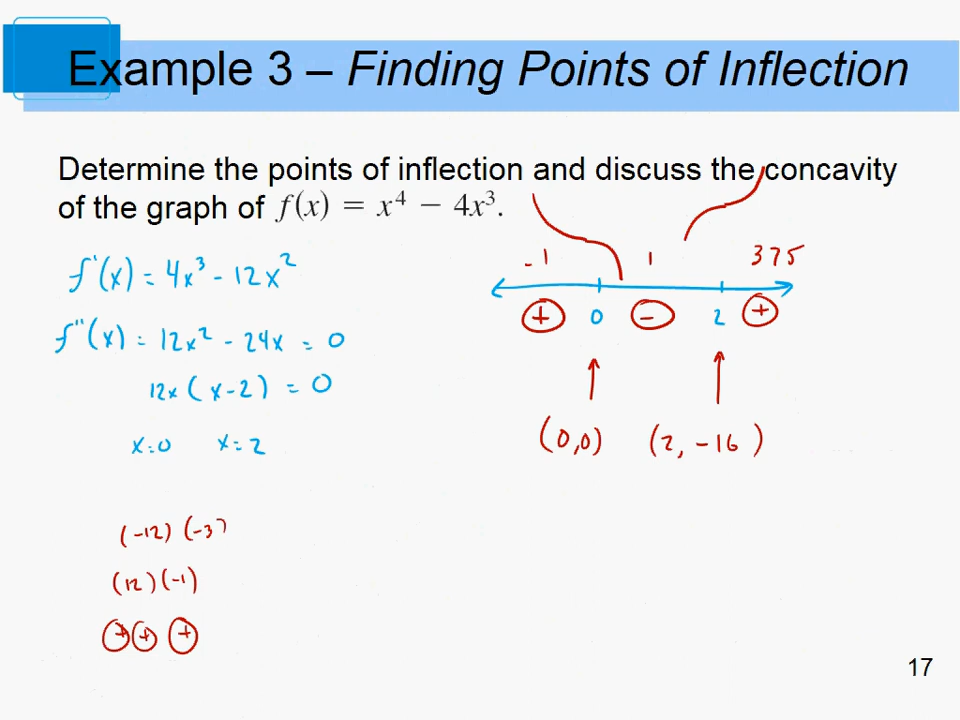 Example 3 – Finding Points of Inflection
Determine the points of inflection and discuss the concavity
of the graph of f(x) = x⁴ − 4x³.
f'(x) = 4x³ - 12x²
f''(x) = 12x² - 24x = 0
12x (x-2) = 0
x=0 x=2
-1 1 375
+ 0 - 2 +
(0,0) (2, -16)
(-12) (-3)
(12) (-1)
+ + +
17